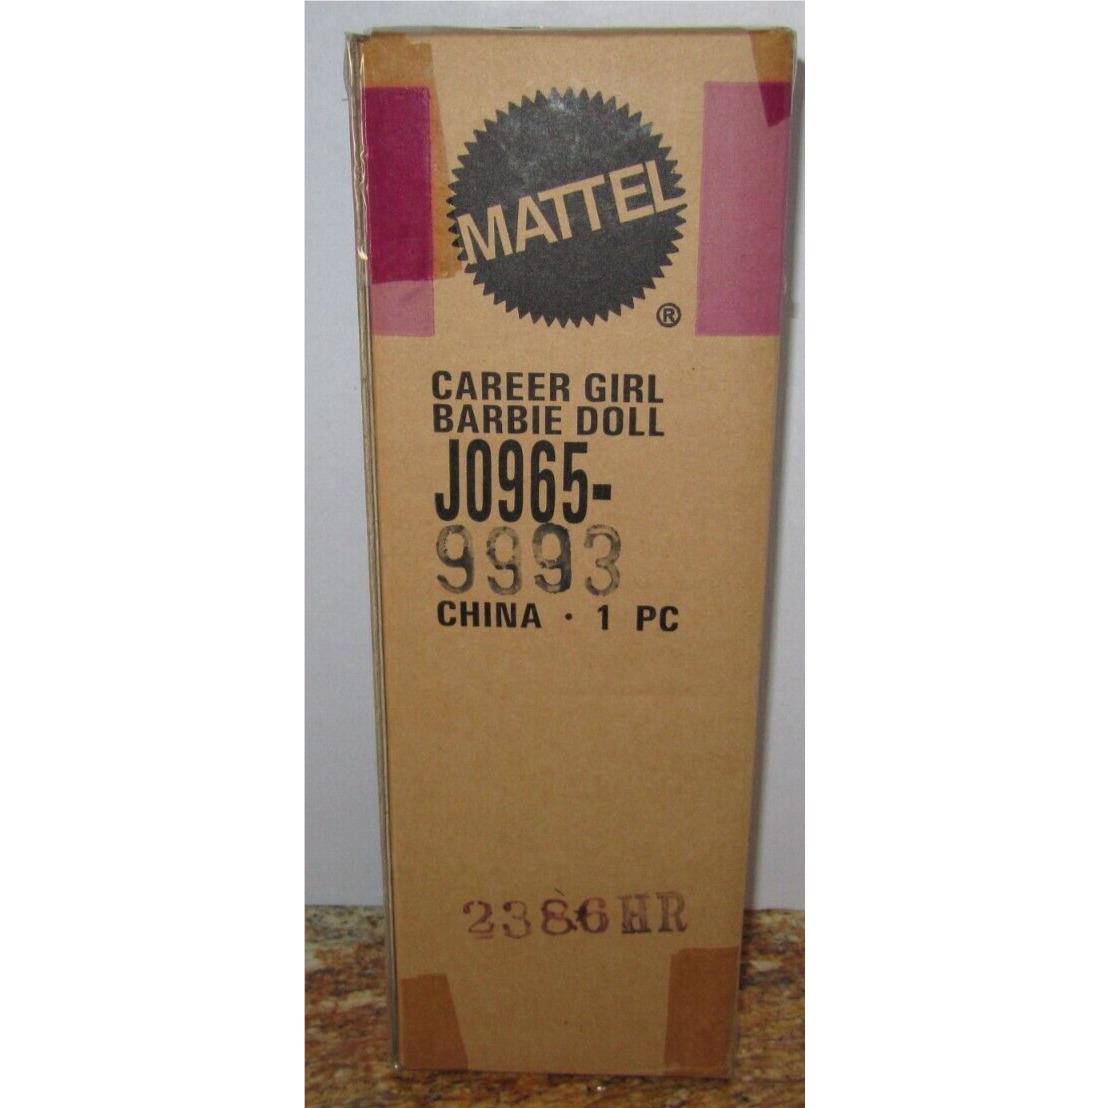 MATTEL
®
CAREER GIRL
BARBIE DOLL
J0965-
9993
CHINA · 1 PC
2386HR